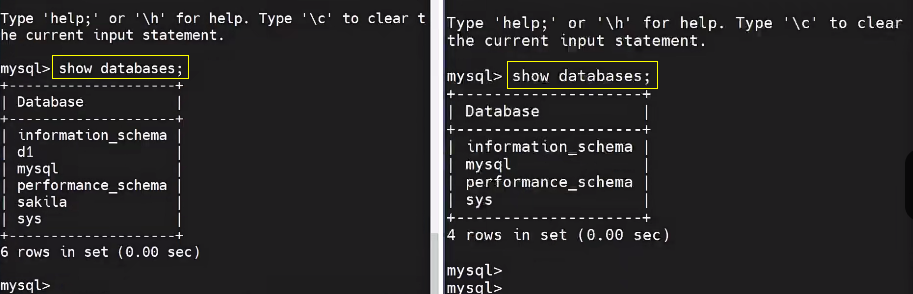 Type 'help;' or '\h' for help. Type '\c' to clear t
he current input statement.
mysql> show databases;
+--------------------+
| Database           |
+--------------------+
| information_schema |
| d1                 |
| mysql              |
| performance_schema |
| sakila             |
| sys                |
+--------------------+
6 rows in set (0.00 sec)
mysql>
Type 'help;' or '\h' for help. Type '\c' to clear
the current input statement.
mysql> show databases;
+--------------------+
| Database           |
+--------------------+
| information_schema |
| mysql              |
| performance_schema |
| sys                |
+--------------------+
4 rows in set (0.00 sec)
mysql>
mysql>